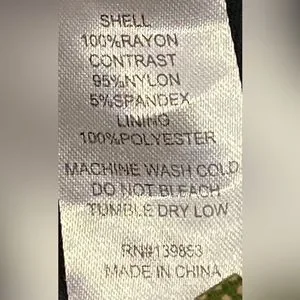 SHELL
100%RAYON
CONTRAST
95%NYLON
5%SPANDEX
LINING
100%POLYESTER
MACHINE WASH COLD
DO NOT BLEACH
TUMBLE DRY LOW
RN#139853
MADE IN CHINA